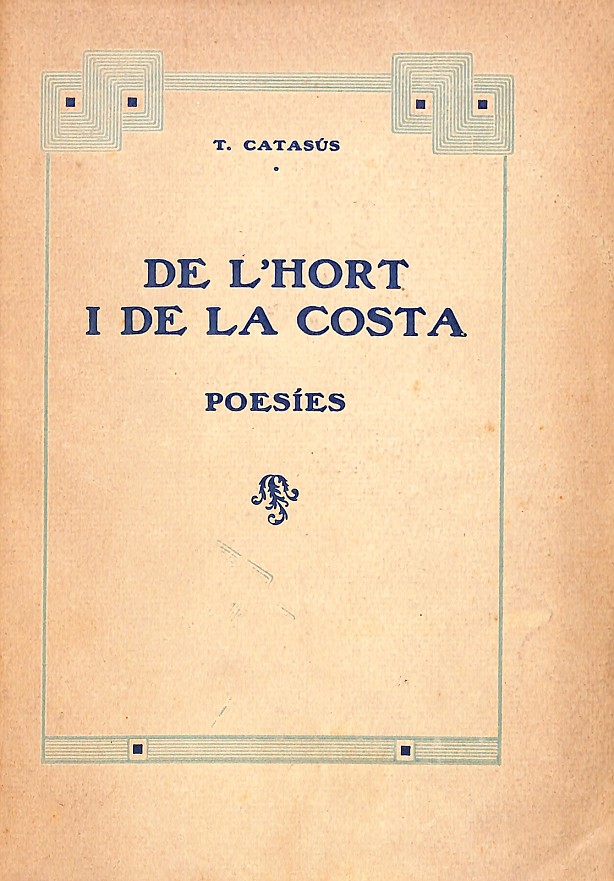 T. CATASÚS
DE L'HORT
I DE LA COSTA
POESÍES